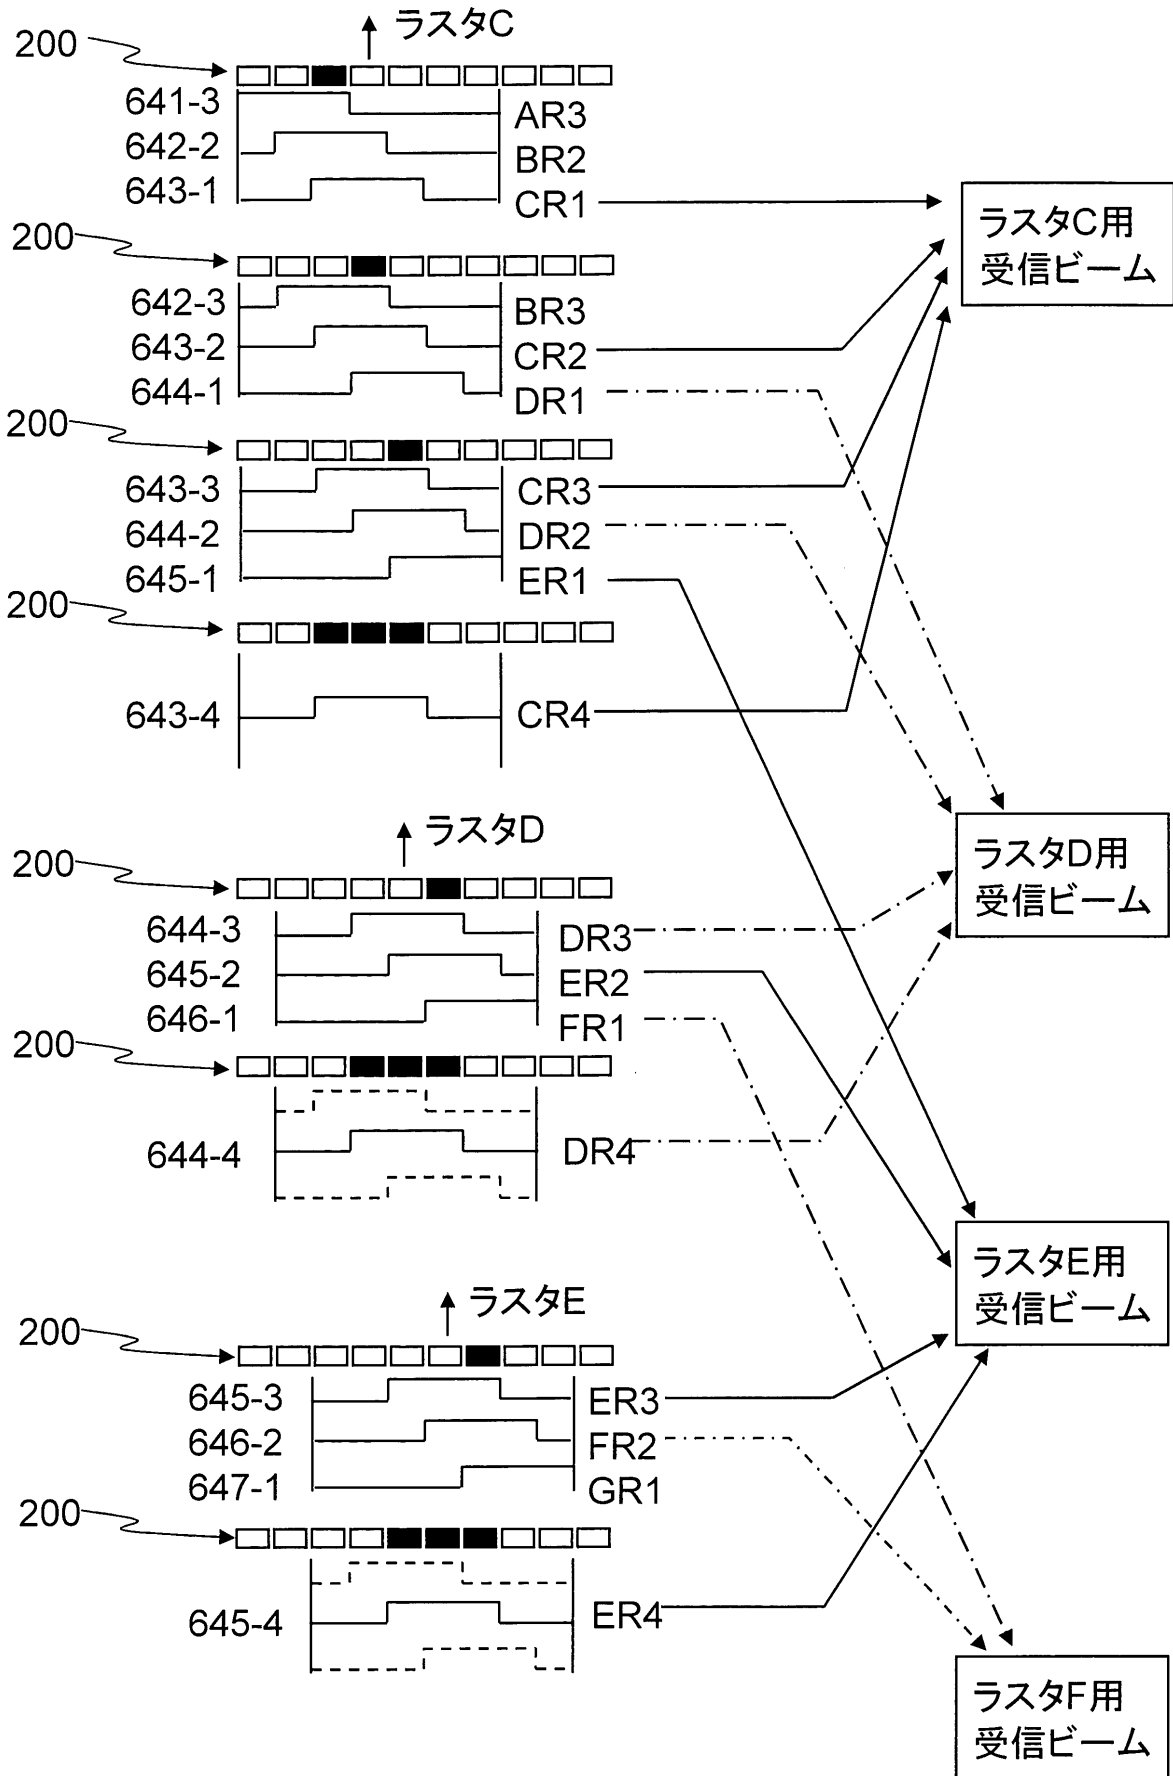 ラスタC
200
641-3
AR3
642-2
BR2
643-1
CR1
ラスタC用
受信ビーム
200
642-3
BR3
643-2
CR2
644-1
DR1
200
643-3
CR3
644-2
DR2
645-1
ER1
200
643-4
CR4
ラスタD
ラスタD用
受信ビーム
200
644-3
DR3
645-2
ER2
646-1
FR1
200
644-4
DR4
ラスタE用
受信ビーム
ラスタE
200
645-3
ER3
646-2
FR2
647-1
GR1
200
645-4
ER4
ラスタF用
受信ビーム